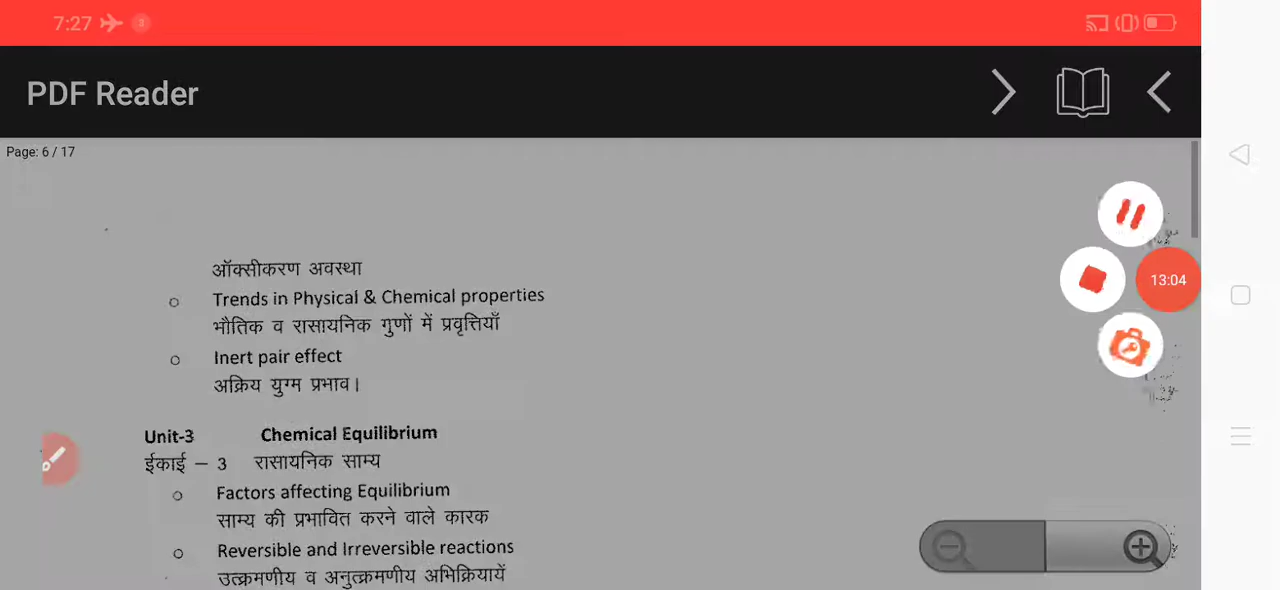 7:27 3
PDF Reader
Page: 6 / 17
ऑक्सीकरण अवस्था
o Trends in Physical & Chemical properties
भौतिक व रासायनिक गुणों में प्रवृत्तियाँ
o Inert pair effect
अक्रिय युग्म प्रभाव।
13:04
Unit-3 Chemical Equilibrium
ईकाई – 3 रासायनिक साम्य
o Factors affecting Equilibrium
साम्य की प्रभावित करने वाले कारक
o Reversible and Irreversible reactions
उत्क्रमणीय व अनुत्क्रमणीय अभिक्रियायें